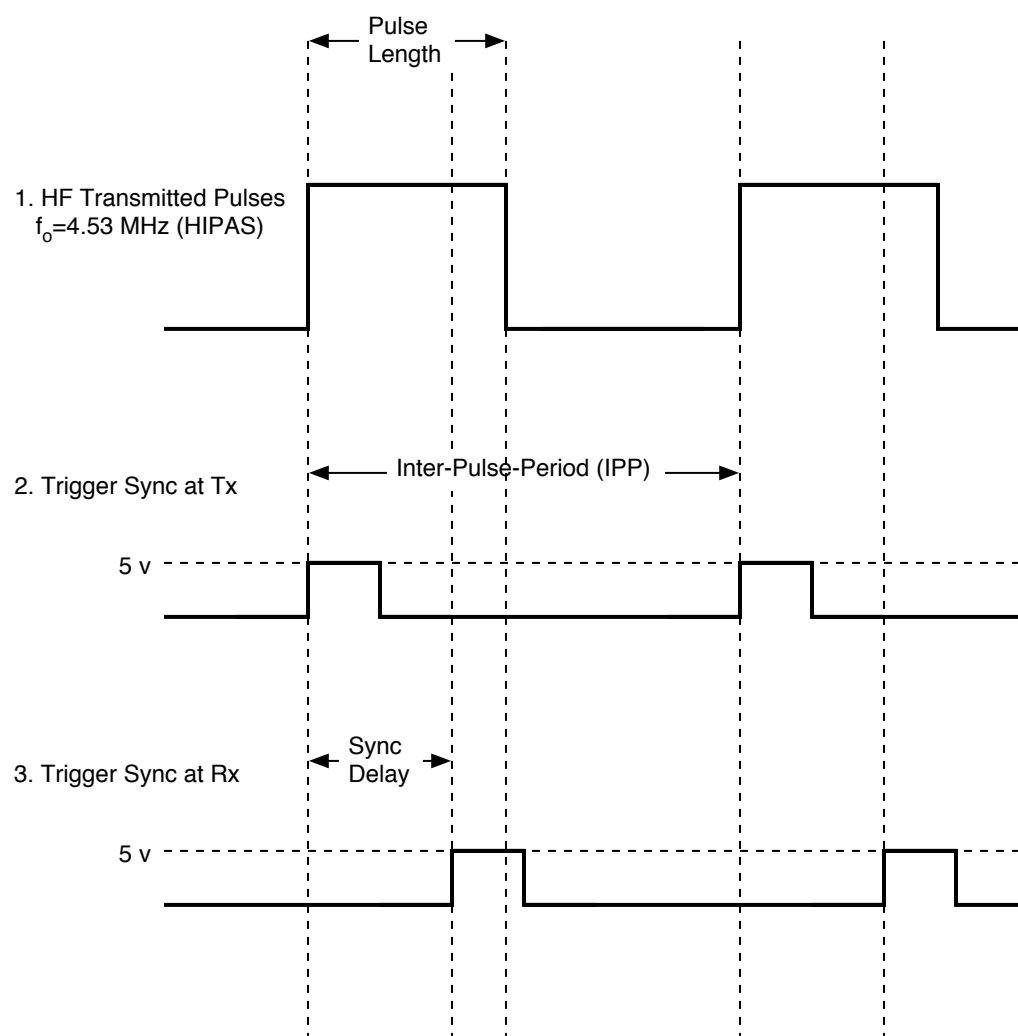 Pulse
Length
1. HF Transmitted Pulses
fo=4.53 MHz (HIPAS)
Inter-Pulse-Period (IPP)
2. Trigger Sync at Tx
5 v
Sync
Delay
3. Trigger Sync at Rx
5 v